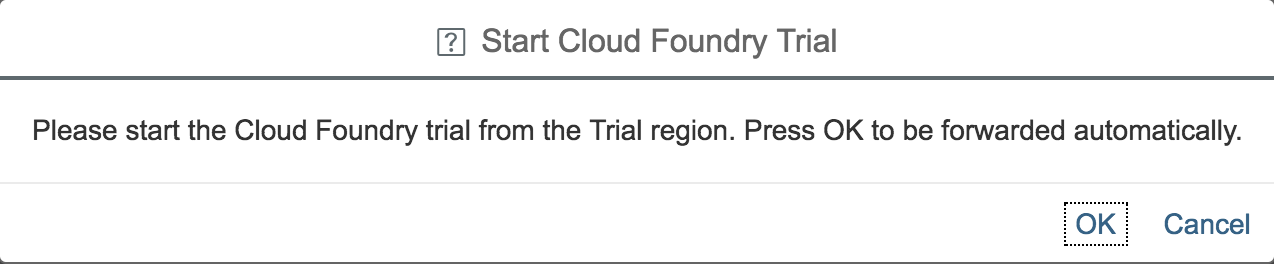 Start Cloud Foundry Trial
Please start the Cloud Foundry trial from the Trial region. Press OK to be forwarded automatically.
OK Cancel